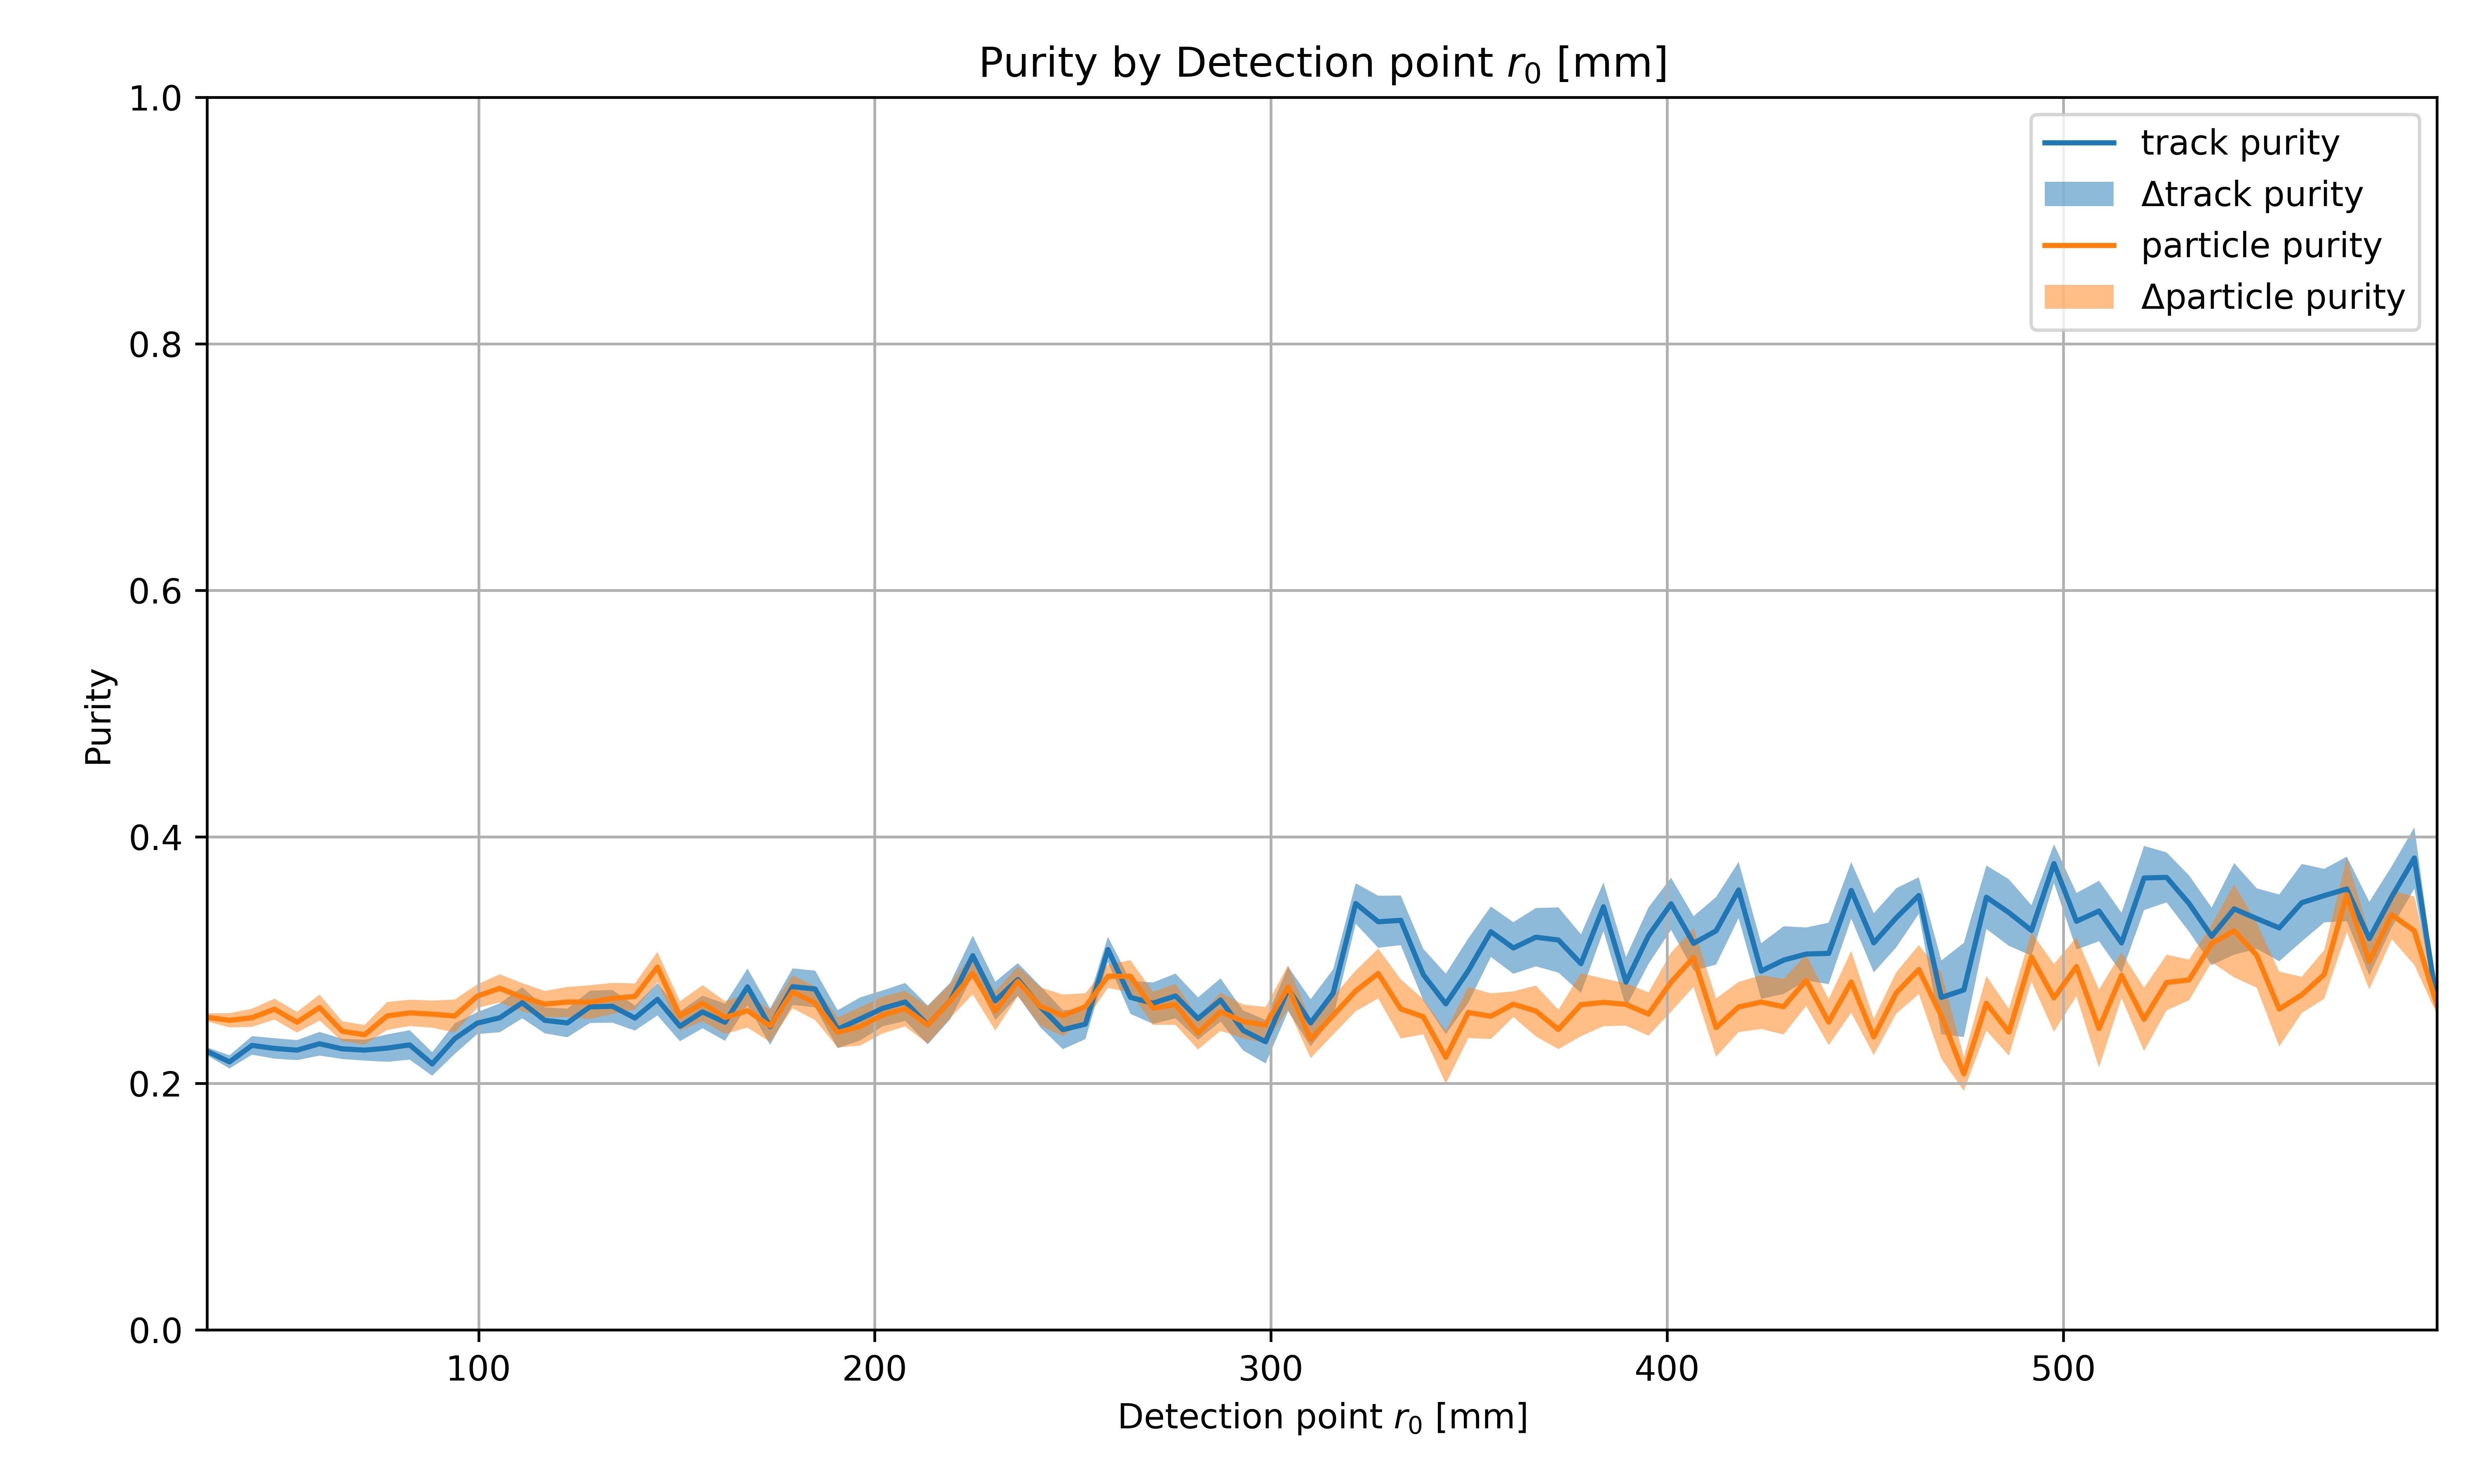 Purity by Detection point r₀ [mm]
1.0
0.8
0.6
0.4
0.2
0.0
Purity
track purity
Δtrack purity
particle purity
Δparticle purity
100 200 300 400 500
Detection point r₀ [mm]